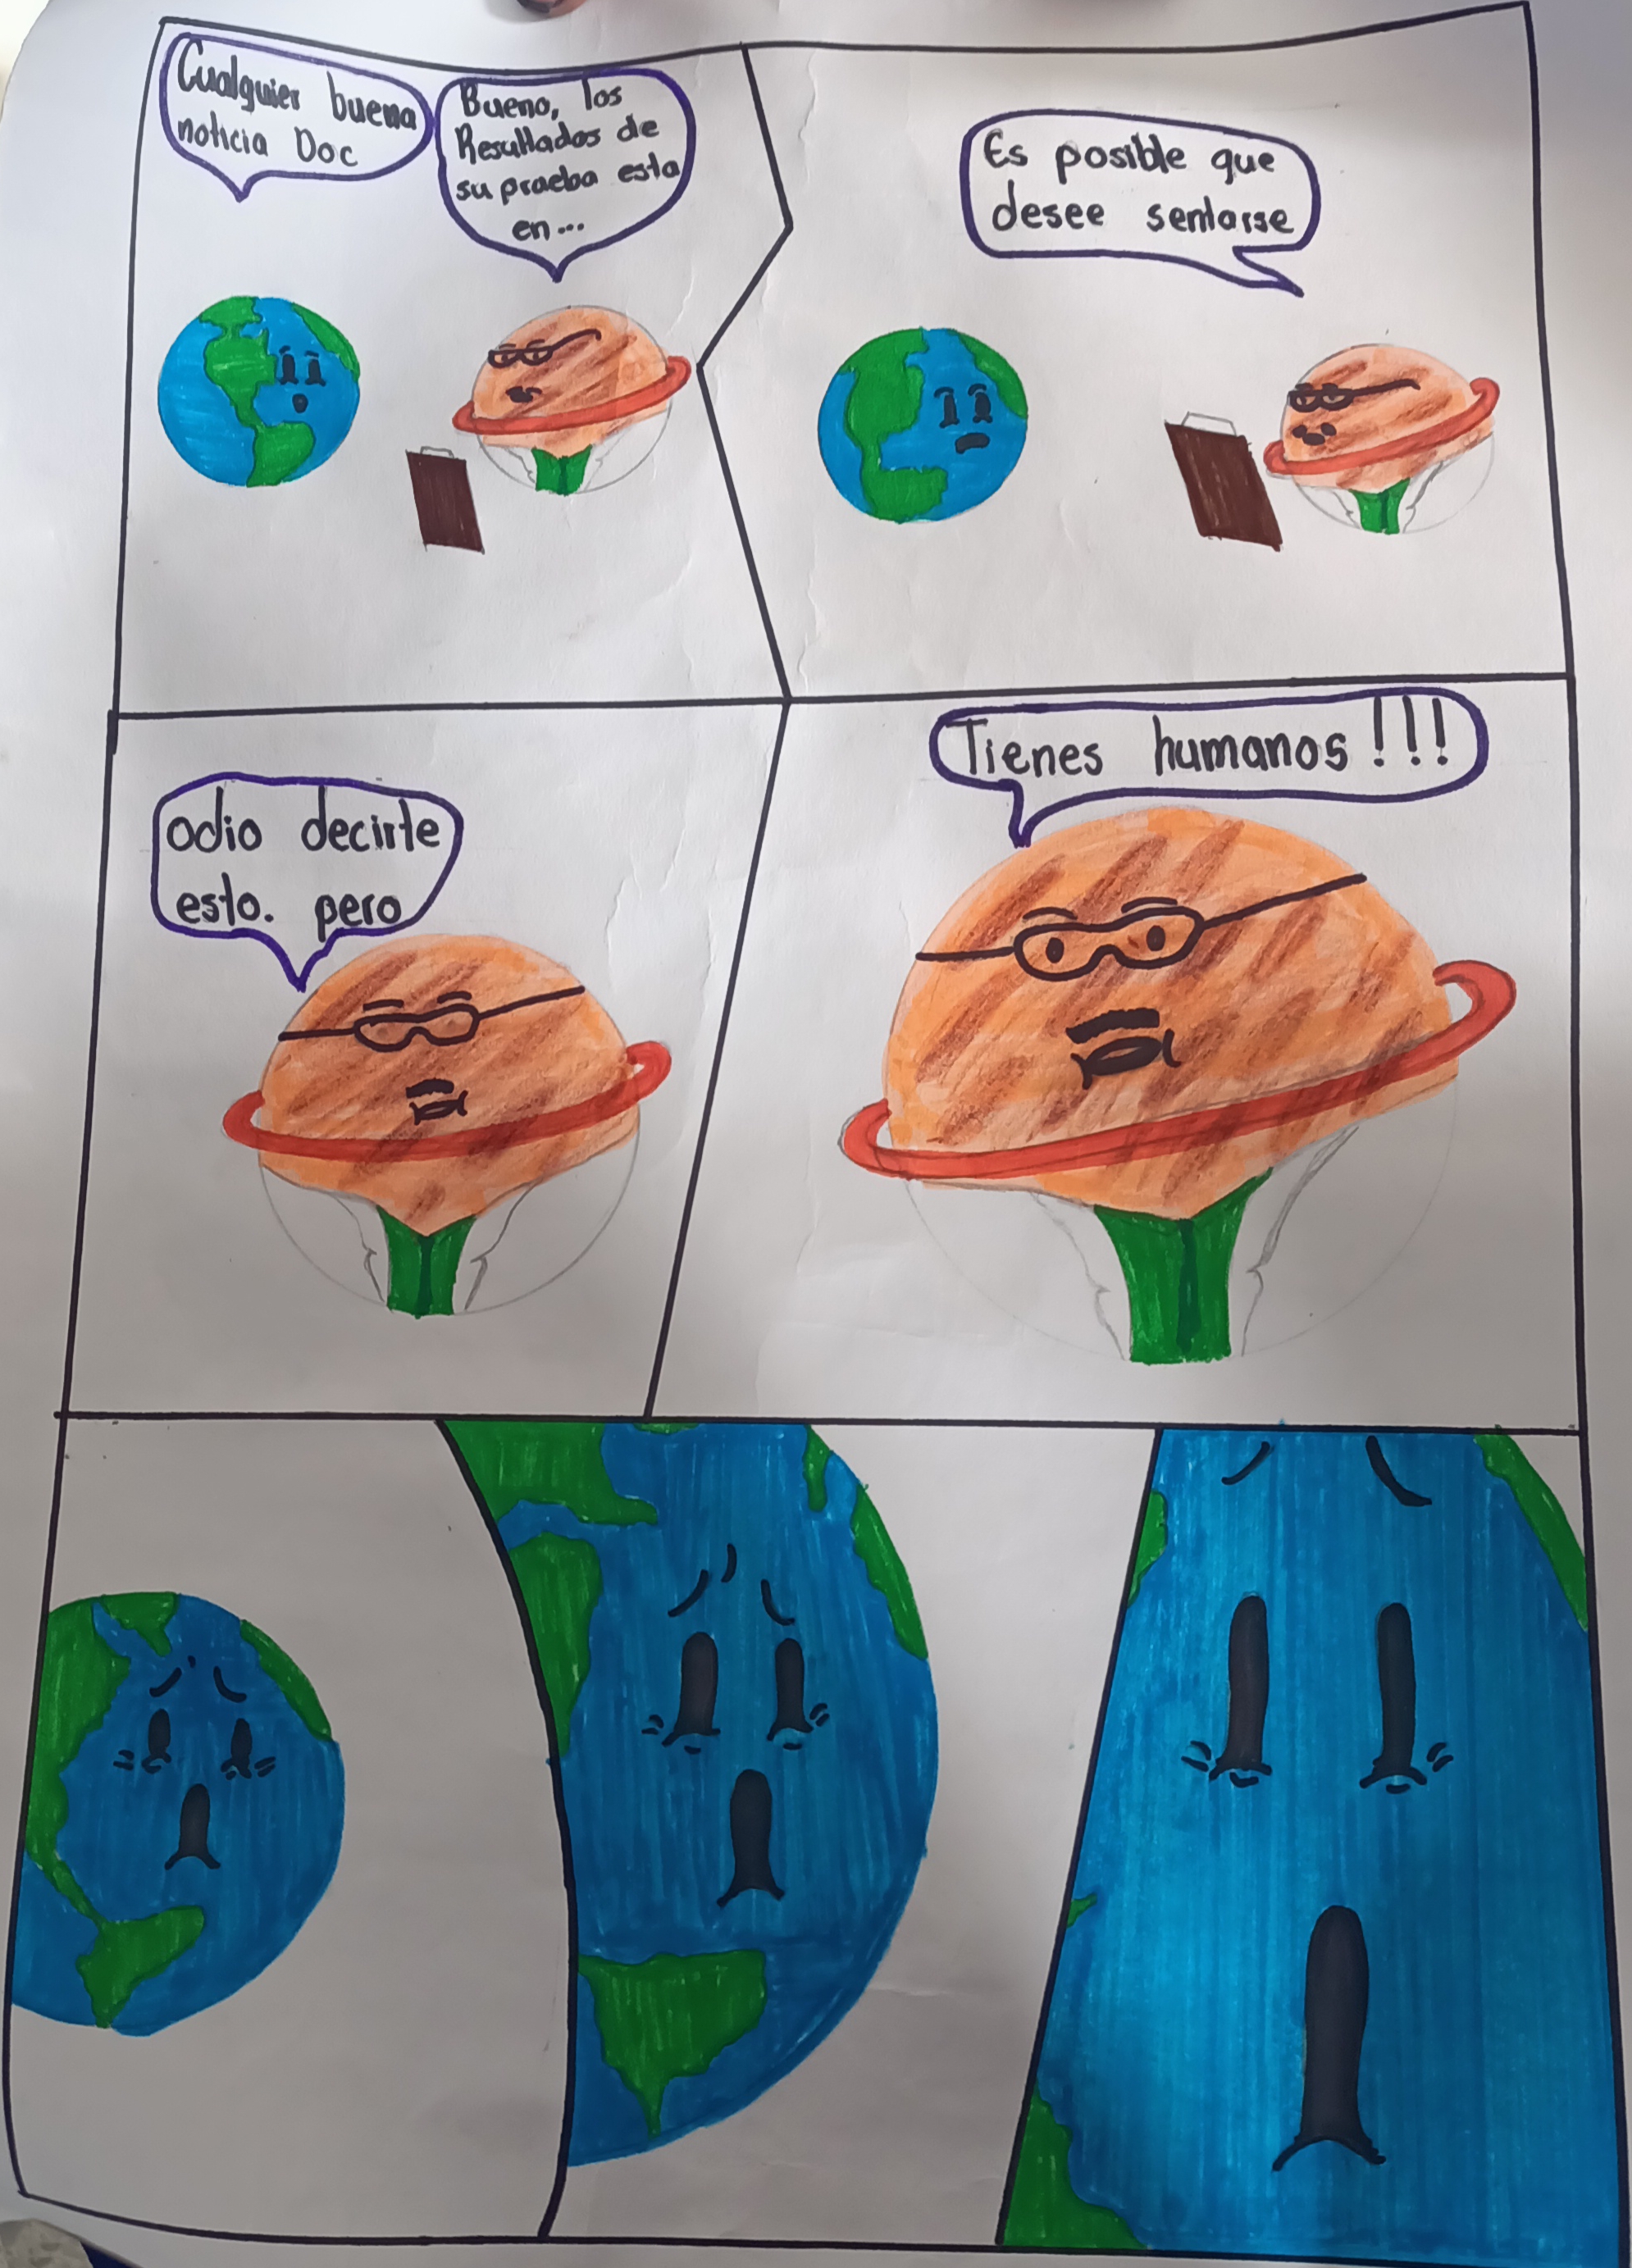 Cualquier buena
noticia Doc
Bueno, los
Resultados de
su prueba esta
en...
Es posible que
desee sentarse
odio decirte
esto. pero
Tienes humanos!!!